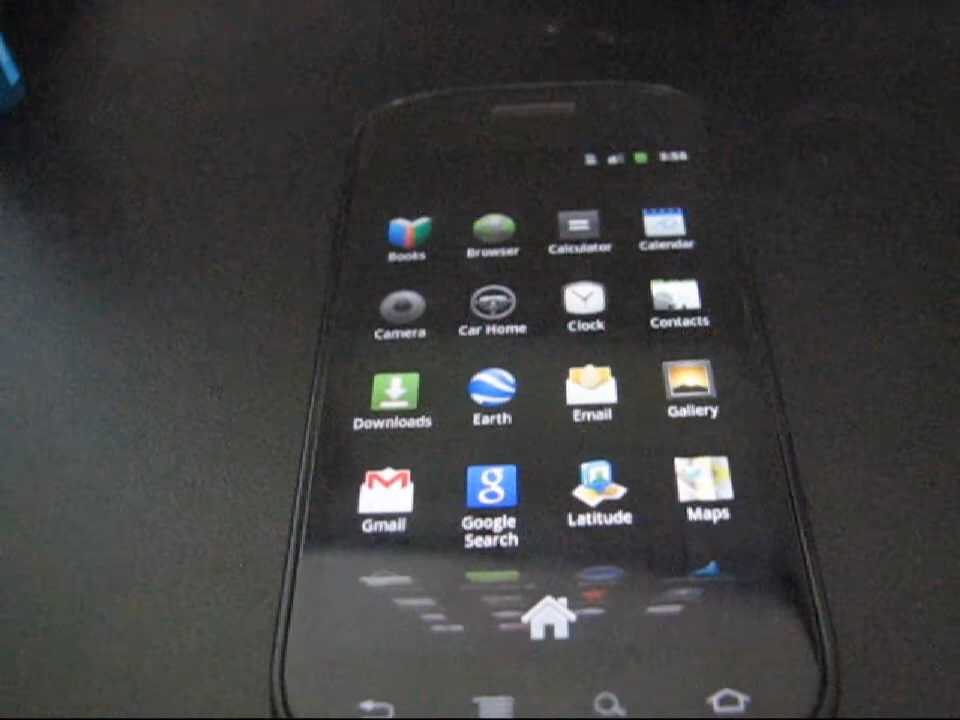 Books
Browser
Calculator
Calendar
Camera
Car Home
Clock
Contacts
Downloads
Earth
Email
Gallery
Gmail
Google
Search
Latitude
Maps